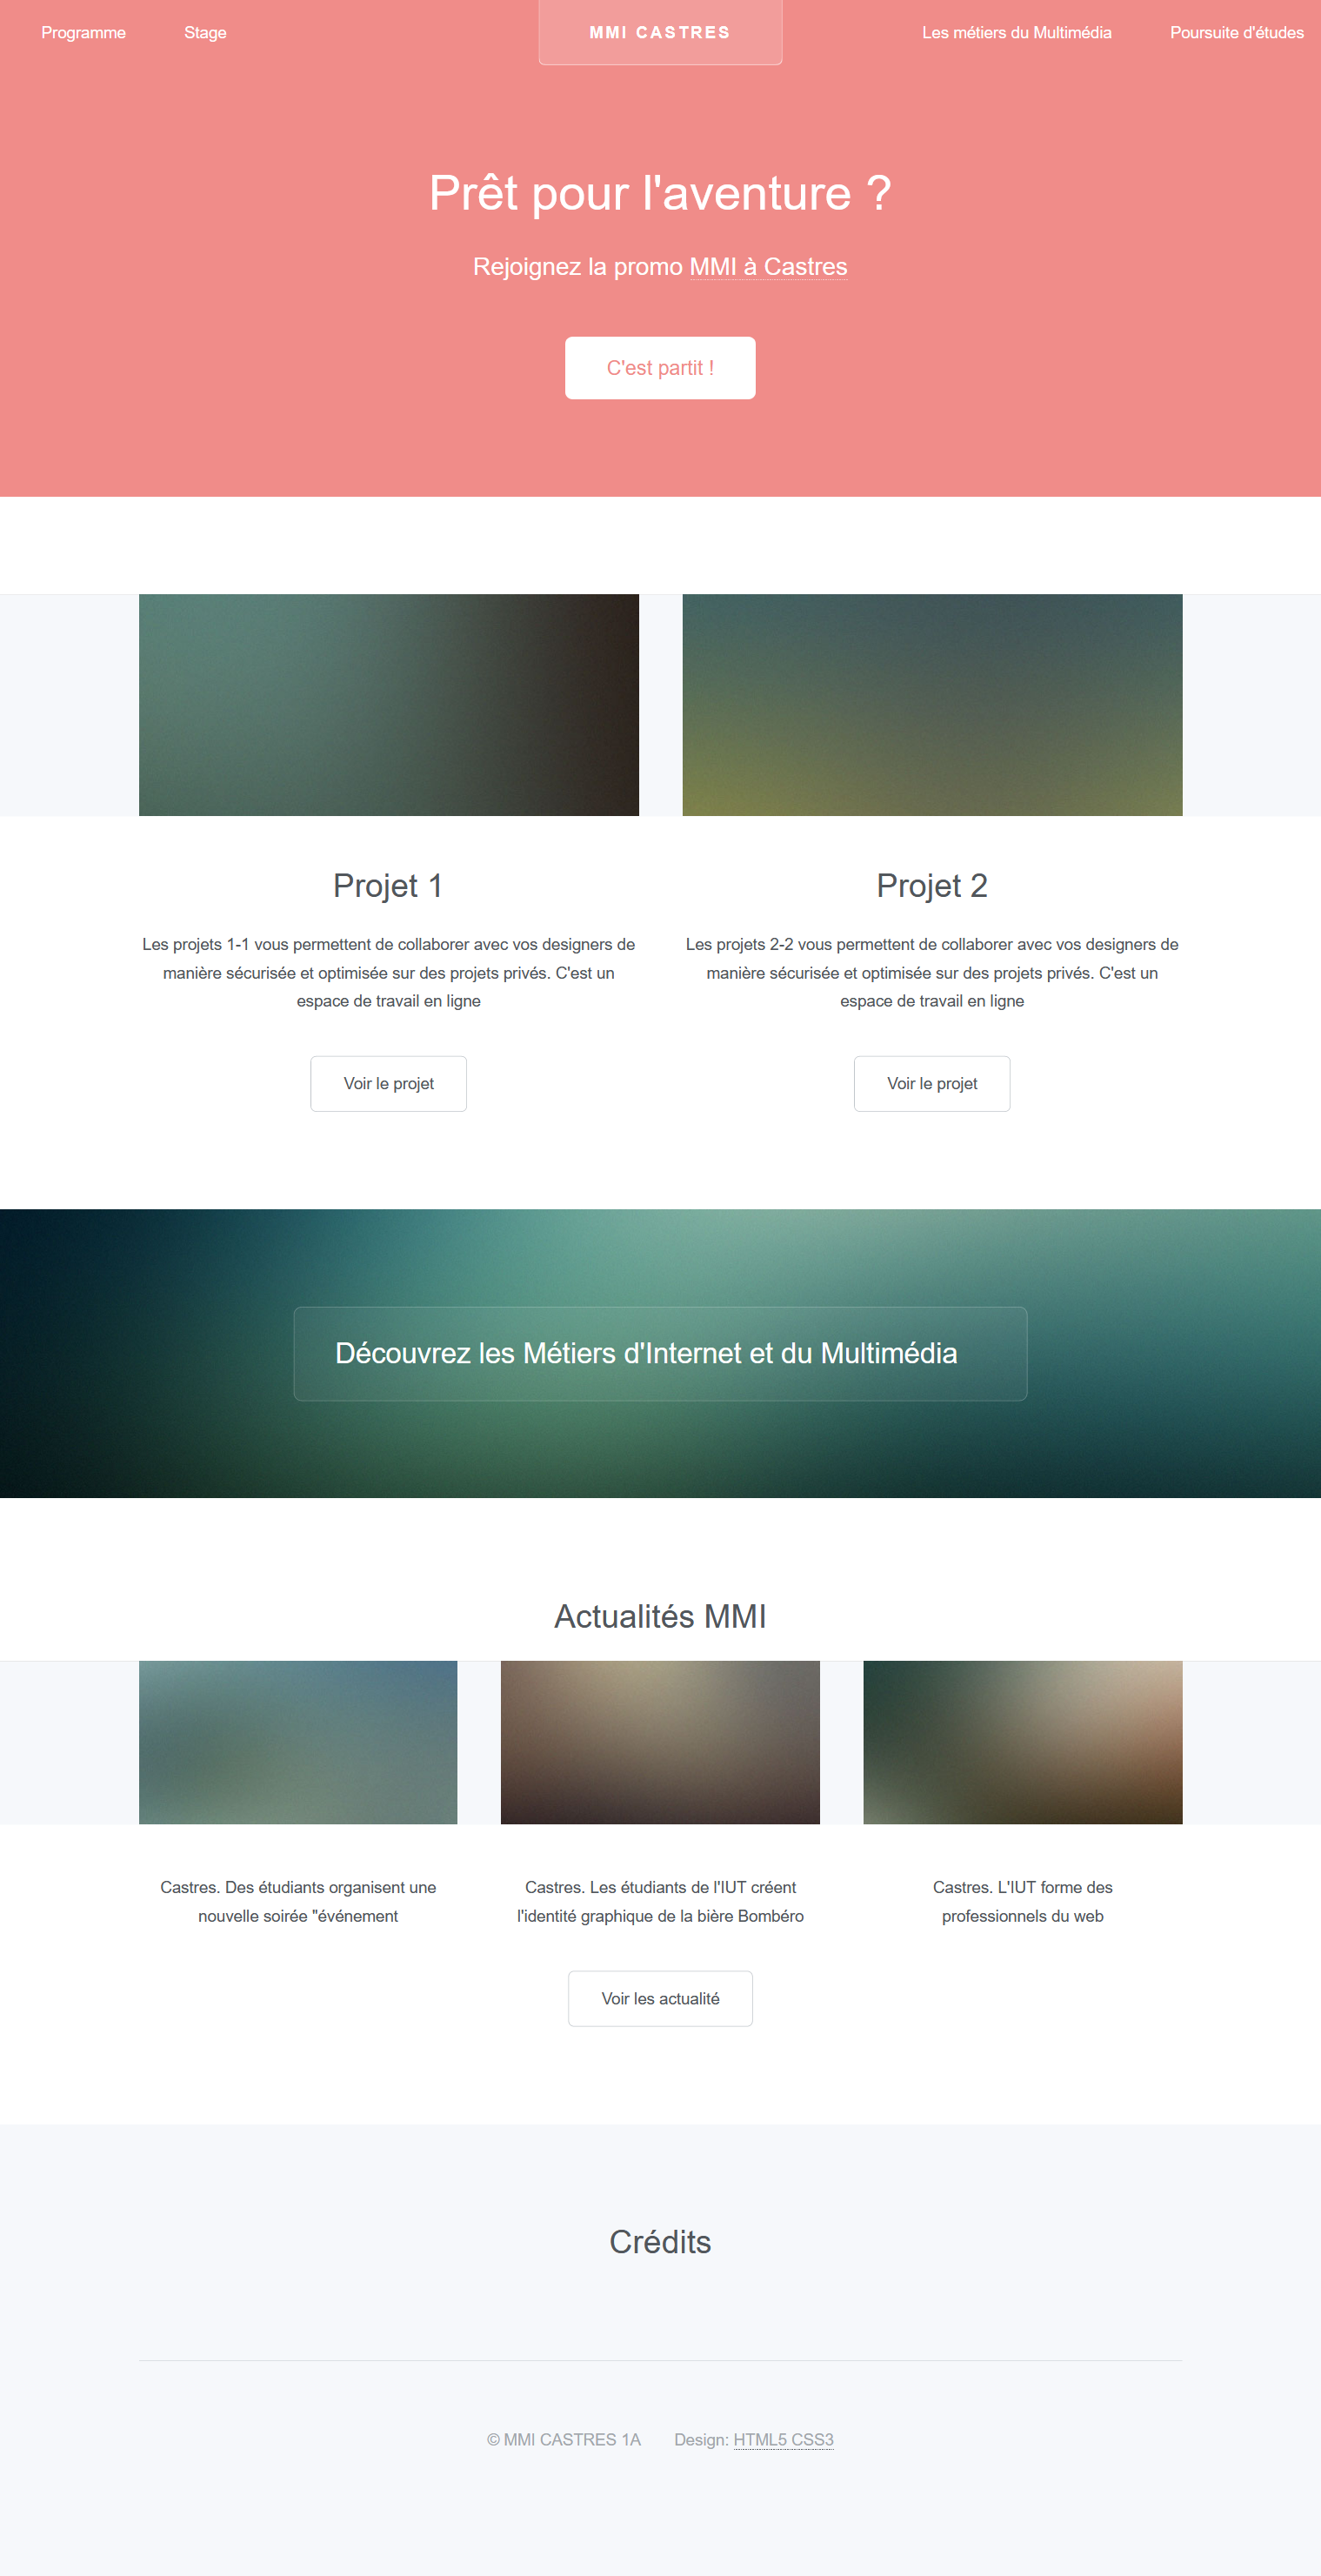 Programme
Stage
MMI CASTRES
Les métiers du Multimédia
Poursuite d'études
Prêt pour l'aventure ?
Rejoignez la promo MMI à Castres
C'est partit !
Projet 1
Les projets 1-1 vous permettent de collaborer avec vos designers de
manière sécurisée et optimisée sur des projets privés. C'est un
espace de travail en ligne
Voir le projet
Projet 2
Les projets 2-2 vous permettent de collaborer avec vos designers de
manière sécurisée et optimisée sur des projets privés. C'est un
espace de travail en ligne
Voir le projet
Découvrez les Métiers d'Internet et du Multimédia
Actualités MMI
Castres. Des étudiants organisent une
nouvelle soirée "événement
Castres. Les étudiants de l'IUT créent
l'identité graphique de la bière Bombéro
Castres. L'IUT forme des
professionnels du web
Voir les actualité
Crédits
© MMI CASTRES 1A
Design: HTML5 CSS3